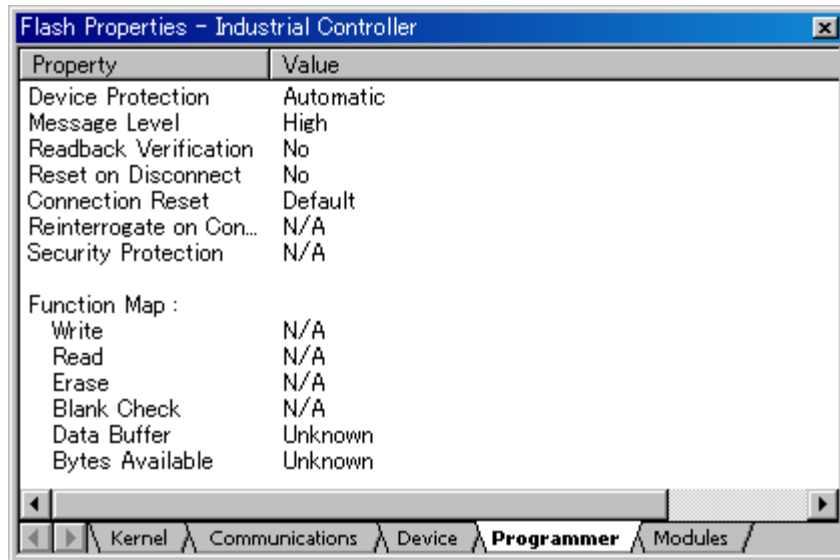 Flash Properties - Industrial Controller
Property Value
Device Protection Automatic
Message Level High
Readback Verification No
Reset on Disconnect No
Connection Reset Default
Reinterrogate on Con... N/A
Security Protection N/A
Function Map :
Write N/A
Read N/A
Erase N/A
Blank Check N/A
Data Buffer Unknown
Bytes Available Unknown
Kernel Communications Device Programmer Modules